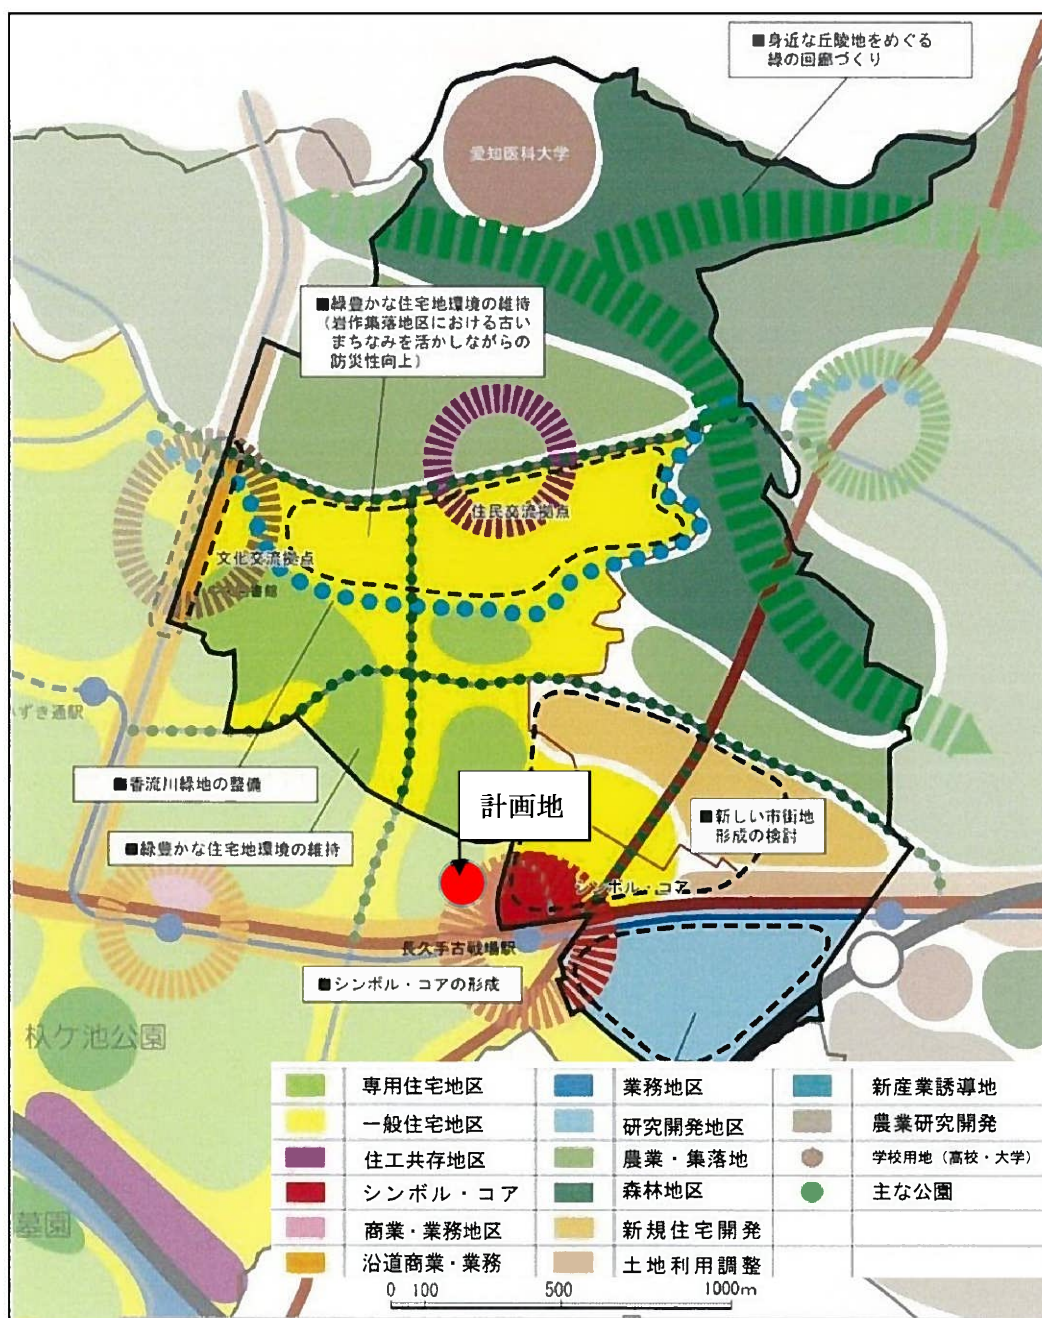 ■身近な丘陵地をめぐる
緑の回廊づくり
愛知医科大学
■緑豊かな住宅地環境の維持
(岩作集落地区における古い
まちなみを活かしながらの
防災性向上)
住民交流拠点
文化交流拠点
書館
ずき通駅
■香流川緑地の整備
計画地
■新しい市街地
形成の検討
■緑豊かな住宅地環境の維持
シンボル・コア
長久手古戦場駅
■シンボル・コアの形成
杁ケ池公園
墓園
専用住宅地区 業務地区 新産業誘導地
一般住宅地区 研究開発地区 農業研究開発
住工共存地区 農業・集落地 学校用地(高校・大学)
シンボル・コア 森林地区 主な公園
商業・業務地区 新規住宅開発
沿道商業・業務 土地利用調整
0 100 500 1000m